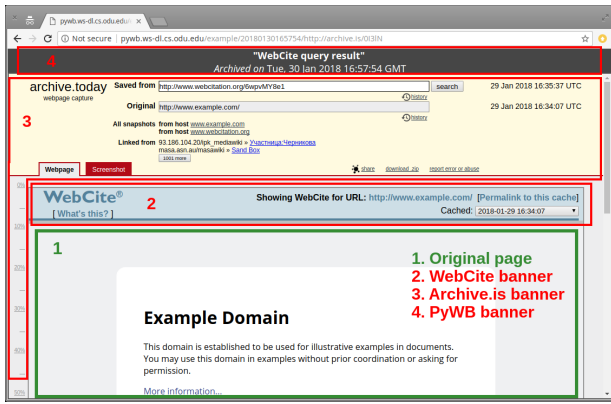 pywb.ws-dl.cs.odu.edu/
Not secure | pywb.ws-dl.cs.odu.edu/example/20180130165754/http://archive.is/0I3lN
4
"WebCite query result"
Archived on Tue, 30 Jan 2018 16:57:54 GMT
3
archive.today
webpage capture
Saved from http://www.webcitation.org/6wpvMY8e1 search 29 Jan 2018 16:35:37 UTC
history
Original http://www.example.com/ 29 Jan 2018 16:34:07 UTC
history
All snapshots from host www.example.com
from host www.webcitation.org
Linked from 93.186.104.20/ipk_mediawiki » Участница:Черникова
masa.asn.au/masawiki » Sand Box
1001 more
Webpage Screenshot share download .zip report error or abuse
0%
10%
20%
30%
40%
50%
2
WebCite®
[ What's this? ]
Showing WebCite for URL: http://www.example.com/ [Permalink to this cache]
Cached: 2018-01-29 16:34:07
1
1. Original page
2. WebCite banner
3. Archive.is banner
4. PyWB banner
Example Domain
This domain is established to be used for illustrative examples in documents.
You may use this domain in examples without prior coordination or asking for
permission.
More information...